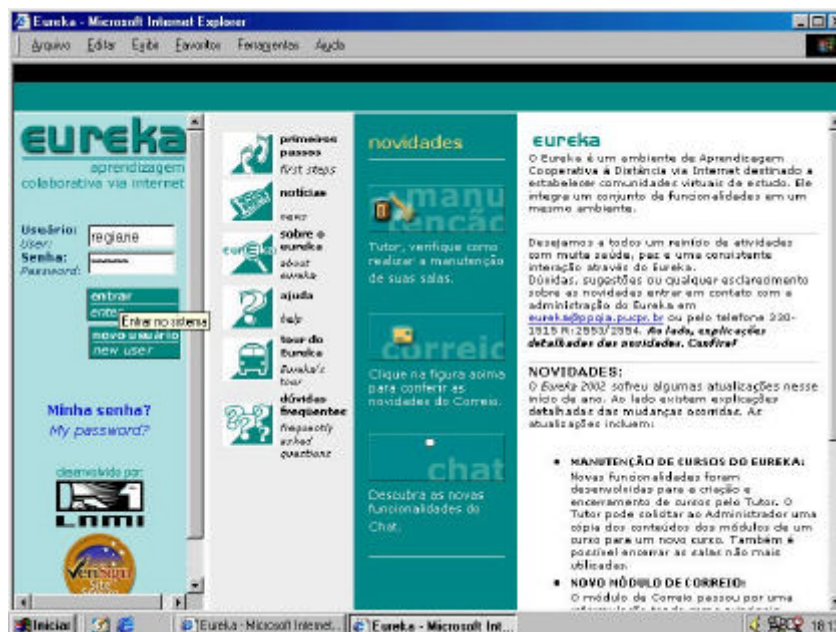 Eureka - Microsoft Internet Explorer
Arquivo Editar Exibir Favoritos Ferramentas Ajuda
eureka
aprendizagem
colaborativa via internet
Usuário:
User:
regiane
Senha:
Password:
entrar
enter
Entrar no sistema
novo usuário
new user
Minha senha?
My password?
desenvolvido por:
LAMI
VeriSign
primeiros
passos
first steps
notícias
news
sobre o
eureka
about
eureka
ajuda
help
tour do
Eureka
Eureka's
tour
dúvidas
freqüentes
frequently
asked
questions
novidades
manu
tenção
Tutor, verifique como
realizar a manutenção
de suas salas.
correio
Clique na figura acima
para conferir as
novidades do Correio.
chat
Descubra as novas
funcionalidades do
Chat.
eureka
O Eureka é um ambiente de Aprendizagem
Cooperativa à Distância via Internet destinado a
estabelecer comunidades virtuais de estudo. Ele
integra um conjunto de funcionalidades em um
mesmo ambiente.
Desejamos a todos um reinício de atividades
com muita saúde, paz e uma consistente
interação através do Eureka.
Dúvidas, sugestões ou qualquer esclarecimento
sobre as novidades entrar em contato com a
administração do Eureka em
eureka@ppgia.pucpr.br ou pelo telefone 330-
1515 R:2553/2554. Ao lado, explicações
detalhadas das novidades. Confira!
NOVIDADES:
O Eureka 2002 sofreu algumas atualizações nesse
início de ano. Ao lado existem explicações
detalhadas das mudanças ocorridas. As
atualizações incluem:
• MANUTENÇÃO DE CURSOS DO EUREKA:
Novas funcionalidades foram
desenvolvidas para a criação e
encerramento de cursos pelo Tutor. O
Tutor pode solicitar ao Administrador uma
cópia dos conteúdos dos módulos de um
curso para um novo curso. Também é
possível encerrar as salas não mais
utilizadas.
• NOVO MÓDULO DE CORREIO:
O módulo de Correio passou por uma
Iniciar
Eureka - Microsoft Internet...
Eureka - Microsoft Int...